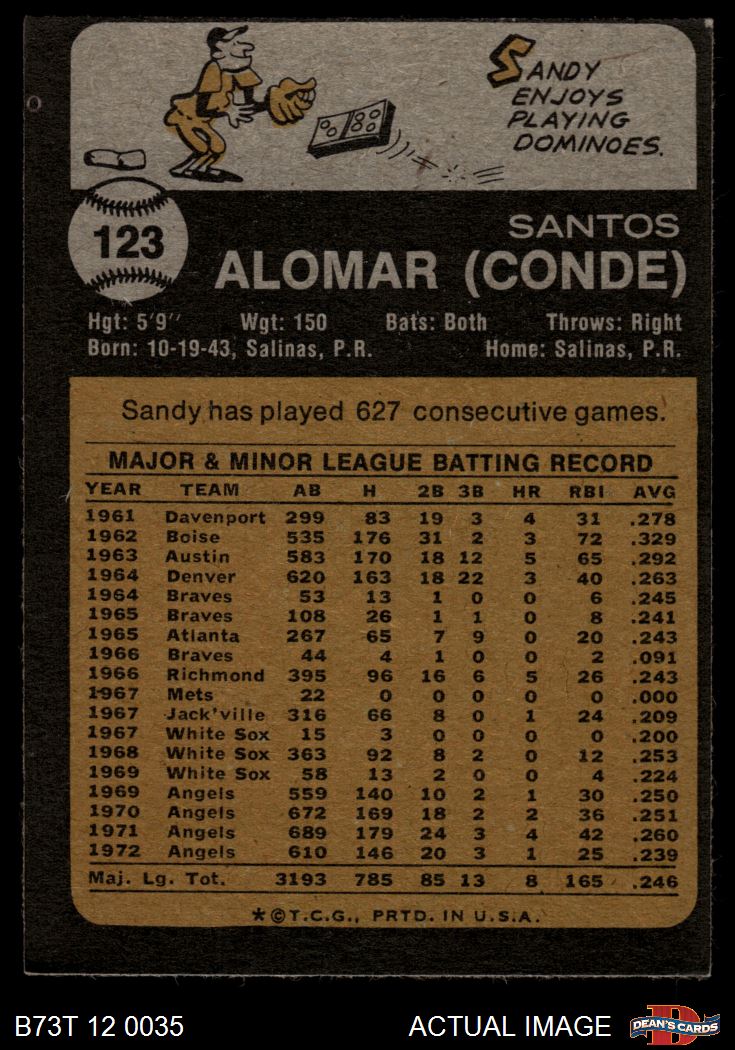 SANDY
ENJOYS
PLAYING
DOMINOES.
123
SANTOS
ALOMAR (CONDE)
Hgt: 5'9" Wgt: 150 Bats: Both Throws: Right
Born: 10-19-43, Salinas, P.R. Home: Salinas, P.R.
Sandy has played 627 consecutive games.
MAJOR & MINOR LEAGUE BATTING RECORD
YEAR TEAM AB H 2B 3B HR RBI AVG
1961 Davenport 299 83 19 3 4 31 .278
1962 Boise 535 176 31 2 3 72 .329
1963 Austin 583 170 18 12 5 65 .292
1964 Denver 620 163 18 22 3 40 .263
1964 Braves 53 13 1 0 0 6 .245
1965 Braves 108 26 1 1 0 8 .241
1965 Atlanta 267 65 7 9 0 20 .243
1966 Braves 44 4 1 0 0 2 .091
1966 Richmond 395 96 16 6 5 26 .243
1967 Mets 22 0 0 0 0 0 .000
1967 Jack'ville 316 66 8 0 1 24 .209
1967 White Sox 15 3 0 0 0 0 .200
1968 White Sox 363 92 8 2 0 12 .253
1969 White Sox 58 13 2 0 0 4 .224
1969 Angels 559 140 10 2 1 30 .250
1970 Angels 672 169 18 2 2 36 .251
1971 Angels 689 179 24 3 4 42 .260
1972 Angels 610 146 20 3 1 25 .239
Maj. Lg. Tot. 3193 785 85 13 8 165 .246
*©T.C.G., PRTD. IN U.S.A.
B73T 12 0035 ACTUAL IMAGE DEAN'S CARDS